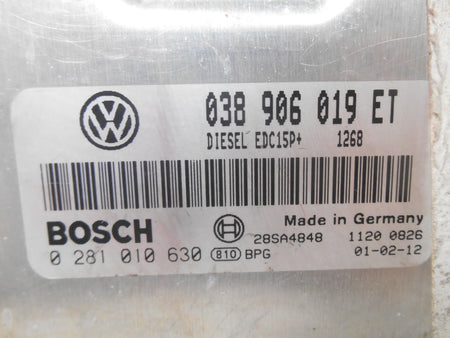 038 906 019 ET
DIESEL EDC15P+ 1268
BOSCH
Made in Germany
28SA4848 1120 0826
0 281 010 630 810 BPG 01-02-12